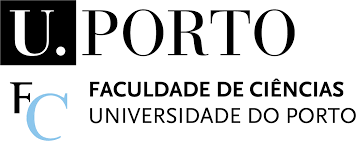 U. PORTO
FC FACULDADE DE CIÊNCIAS
UNIVERSIDADE DO PORTO